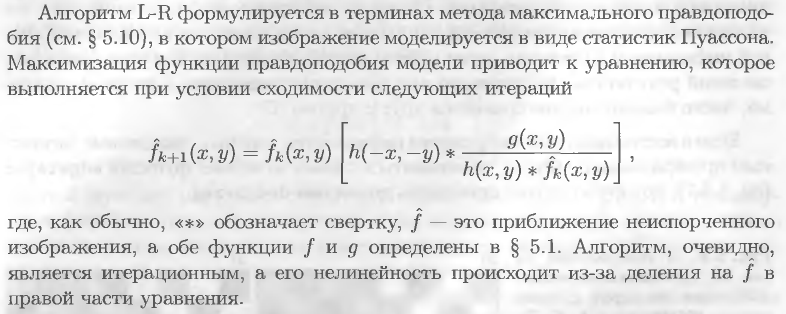 Алгоритм L-R формулируется в терминах метода максимального правдоподо-
бия (см. § 5.10), в котором изображение моделируется в виде статистик Пуассона.
Максимизация функции правдоподобия модели приводит к уравнению, которое
выполняется при условии сходимости следующих итераций
f̂ₖ₊₁(x, y) = f̂ₖ(x, y) [ h(−x, −y) * g(x, y) / (h(x, y) * f̂ₖ(x, y)) ] ,
где, как обычно, «*» обозначает свертку, f̂ — это приближение неиспорченного
изображения, а обе функции f и g определены в § 5.1. Алгоритм, очевидно,
является итерационным, а его нелинейность происходит из-за деления на f̂ в
правой части уравнения.